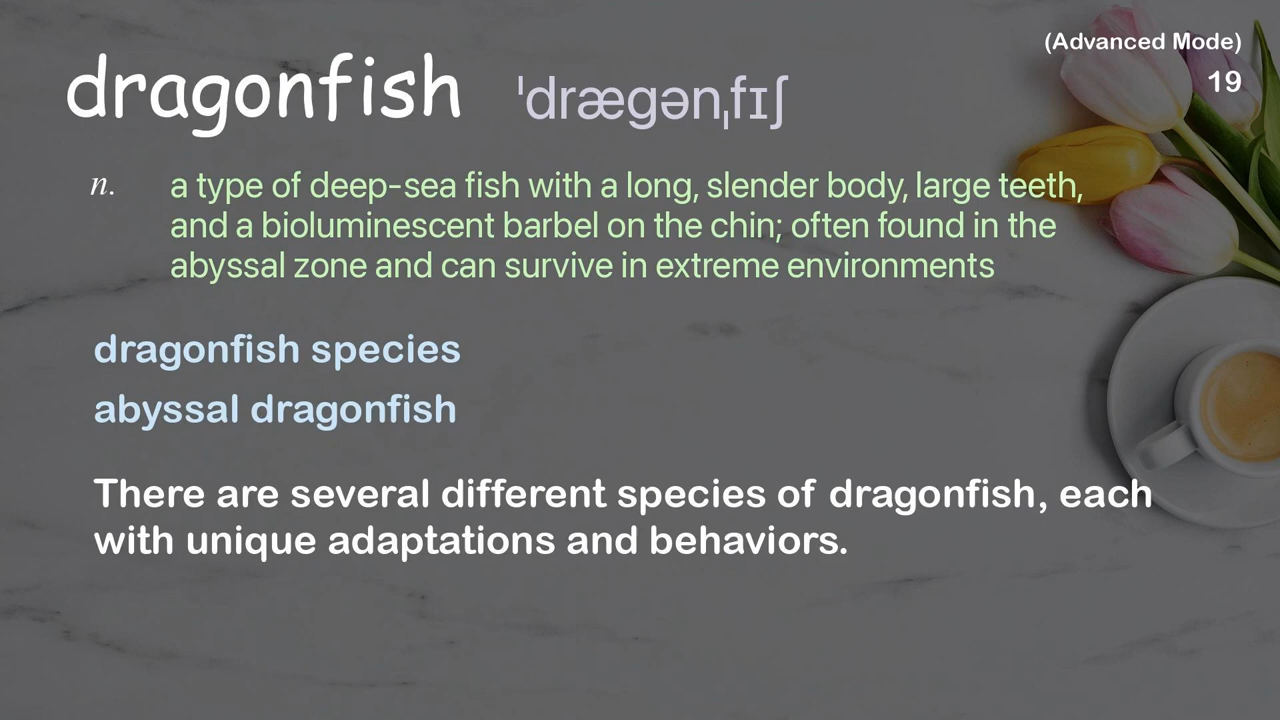 (Advanced Mode)
19
dragonfish ˈdrægənˌfɪʃ
n. a type of deep-sea fish with a long, slender body, large teeth,
and a bioluminescent barbel on the chin; often found in the
abyssal zone and can survive in extreme environments
dragonfish species
abyssal dragonfish
There are several different species of dragonfish, each
with unique adaptations and behaviors.